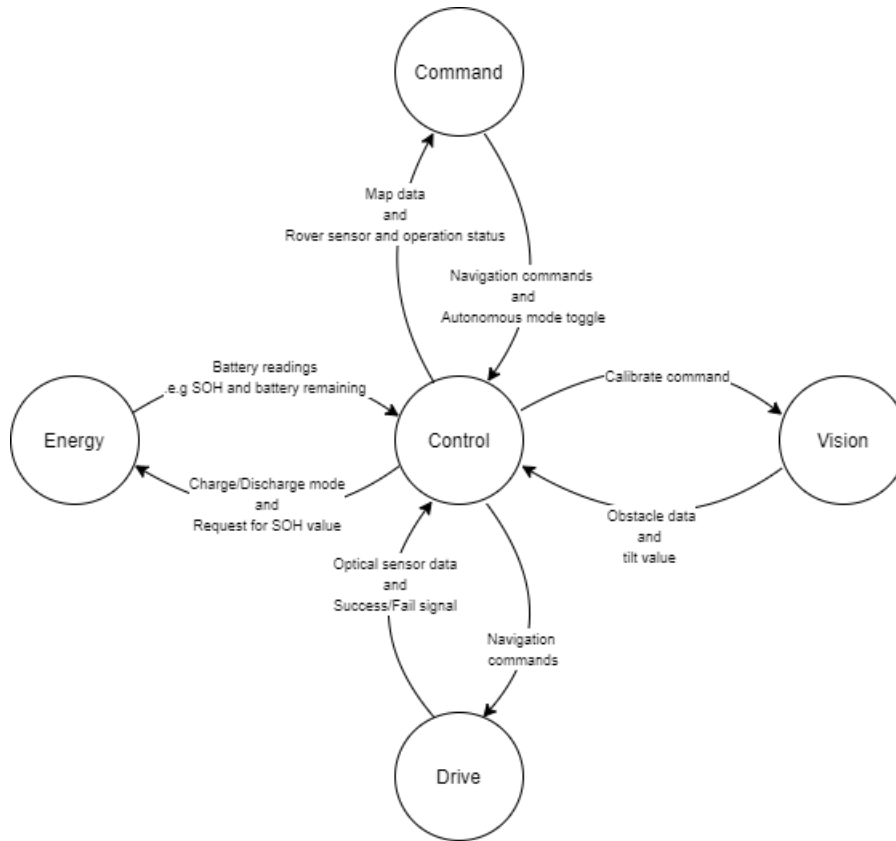 Command
Map data
and
Rover sensor and operation status
Navigation commands
and
Autonomous mode toggle
Battery readings
.e.g SOH and battery remaining
Calibrate command
Energy
Control
Vision
Charge/Discharge mode
and
Request for SOH value
Obstacle data
and
tilt value
Optical sensor data
and
Success/Fail signal
Navigation
commands
Drive